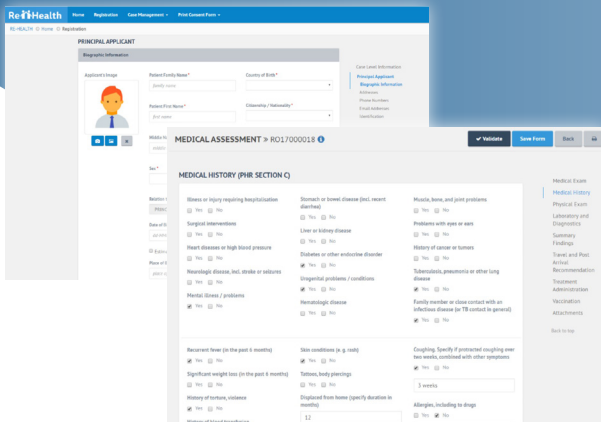 Re Health Home Registration Case Management Print Consent Form
RE-HEALTH Home Registration
PRINCIPAL APPLICANT
Biographic Information
Applicant's Image
Patient Family Name *
family name
Country of Birth *
Patient First Name *
first name
Citizenship / Nationality *
Middle
Sex *
Relation
Date of B
Place of B
Case Level Information
Principal Applicant
Biographic Information
Addresses
Phone Numbers
Email Addresses
Identification
MEDICAL ASSESSMENT » RO17000018
Validate Save Form Back
MEDICAL HISTORY (PHR SECTION C)
Illness or injury requiring hospitalisation
Yes No
Surgical interventions
Yes No
Heart diseases or high blood pressure
Yes No
Neurologic disease, incl. stroke or seizures
Yes No
Mental illness / problems
Yes No
Stomach or bowel disease (incl. recent
diarrhea)
Yes No
Liver or kidney disease
Yes No
Diabetes or other endocrine disorder
Yes No
Urogenital problems / conditions
Yes No
Hematologic disease
Yes No
Muscle, bone, and joint problems
Yes No
Problems with eyes or ears
Yes No
History of cancer or tumors
Yes No
Tuberculosis, pneumonia or other lung
disease
Yes No
Family member or close contact with an
infectious disease (or TB contact in general)
Yes No
Recurrent fever (in the past 6 months)
Yes No
Significant weight loss (in the past 6 months)
Yes No
History of torture, violence
Yes No
Skin conditions (e.g. rash)
Yes No
Tattoos, body piercings
Yes No
Displaced from home (specify duration in
months)
12
Coughing. Specify if protracted coughing over
two weeks, combined with other symptoms
Yes No
3 weeks
Allergies, including to drugs
Yes No
Medical Exam
Medical History
Physical Exam
Laboratory and
Diagnostics
Summary
Findings
Travel and Post
Arrival
Recommendation
Treatment
Administration
Vaccination
Attachments
Back to top